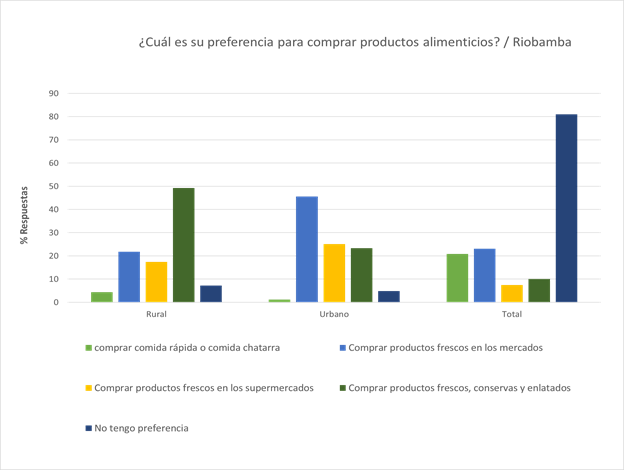 ¿Cuál es su preferencia para comprar productos alimenticios? / Riobamba
% Respuestas
90
80
70
60
50
40
30
20
10
0
Rural Urbano Total
comprar comida rápida o comida chatarra
Comprar productos frescos en los mercados
Comprar productos frescos en los supermercados
Comprar productos frescos, conservas y enlatados
No tengo preferencia